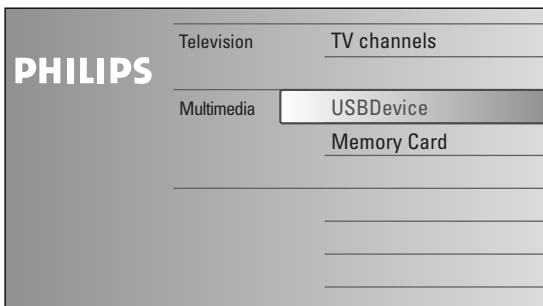 PHILIPS
Television TV channels
Multimedia USBDevice
Memory Card